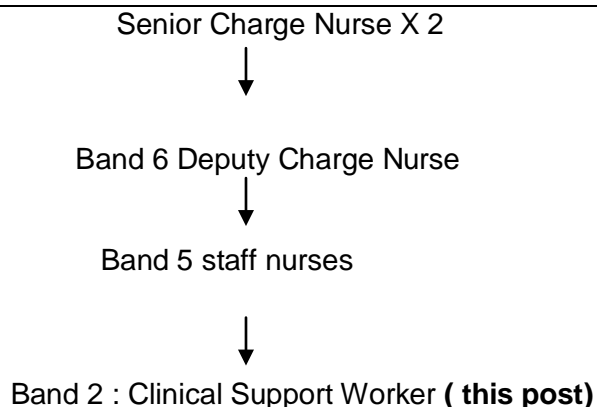 Senior Charge Nurse X 2
Band 6 Deputy Charge Nurse
Band 5 staff nurses
Band 2 : Clinical Support Worker ( this post)